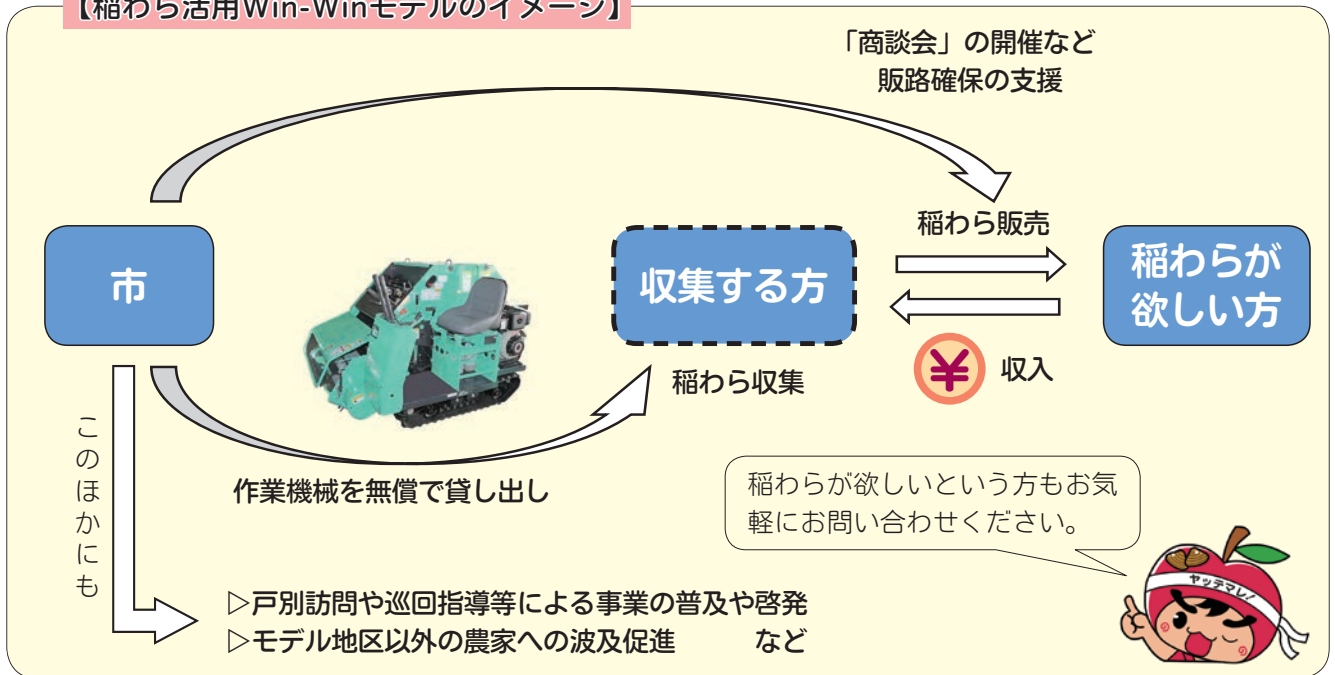 【稲わら活用Win-Winモデルのイメージ】
「商談会」の開催など
販路確保の支援
市
収集する方
稲わら販売
稲わらが
欲しい方
稲わら収集
¥ 収入
作業機械を無償で貸し出し
このほかにも
稲わらが欲しいという方もお気
軽にお問い合わせください。
ヤッテマレ!
▷戸別訪問や巡回指導等による事業の普及や啓発
▷モデル地区以外の農家への波及促進 など